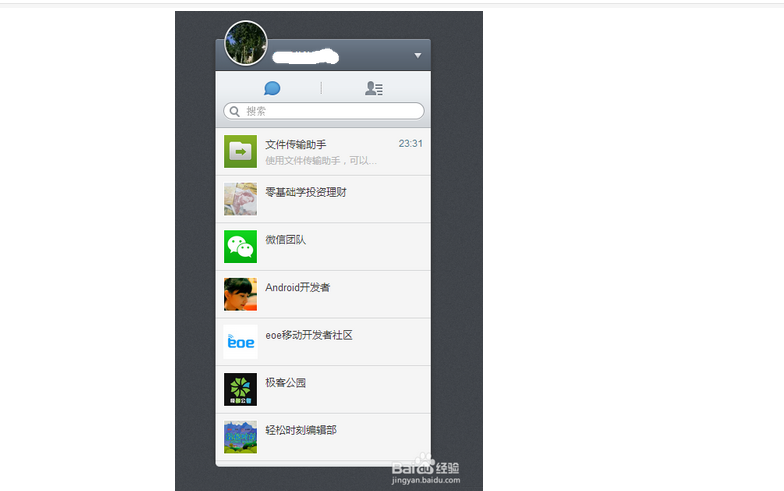 搜索
文件传输助手
23:31
使用文件传输助手，可以...
零基础学投资理财
微信团队
Android开发者
eoe移动开发者社区
eoe
极客公园
极客公园
轻松时刻编辑部
Baidu经验
jingyan.baidu.com